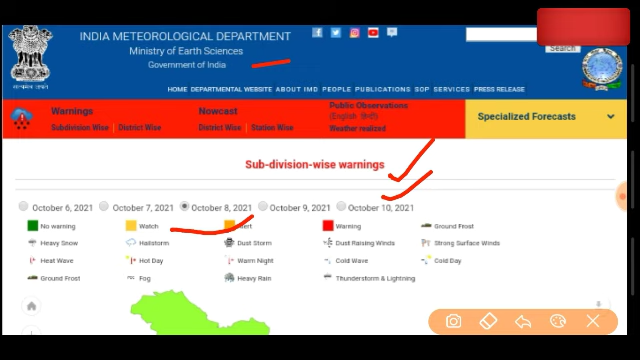 INDIA METEOROLOGICAL DEPARTMENT
Ministry of Earth Sciences
Government of India
सत्यमेव जयते
Search
HOME DEPARTMENTAL WEBSITE ABOUT IMD PEOPLE PUBLICATIONS SOP SERVICES PRESS RELEASE
Warnings
Subdivision Wise District Wise
Nowcast
District Wise Station Wise
Public Observations
(English हिन्दी)
Weather realized
Specialized Forecasts
Sub-division-wise warnings
October 6, 2021 October 7, 2021 October 8, 2021 October 9, 2021 October 10, 2021
No warning Watch Alert Warning Ground Frost
Heavy Snow Hailstorm Dust Storm Dust Raising Winds Strong Surface Winds
Heat Wave Hot Day Warm Night Cold Wave Cold Day
Ground Frost Fog Heavy Rain Thunderstorm & Lightning